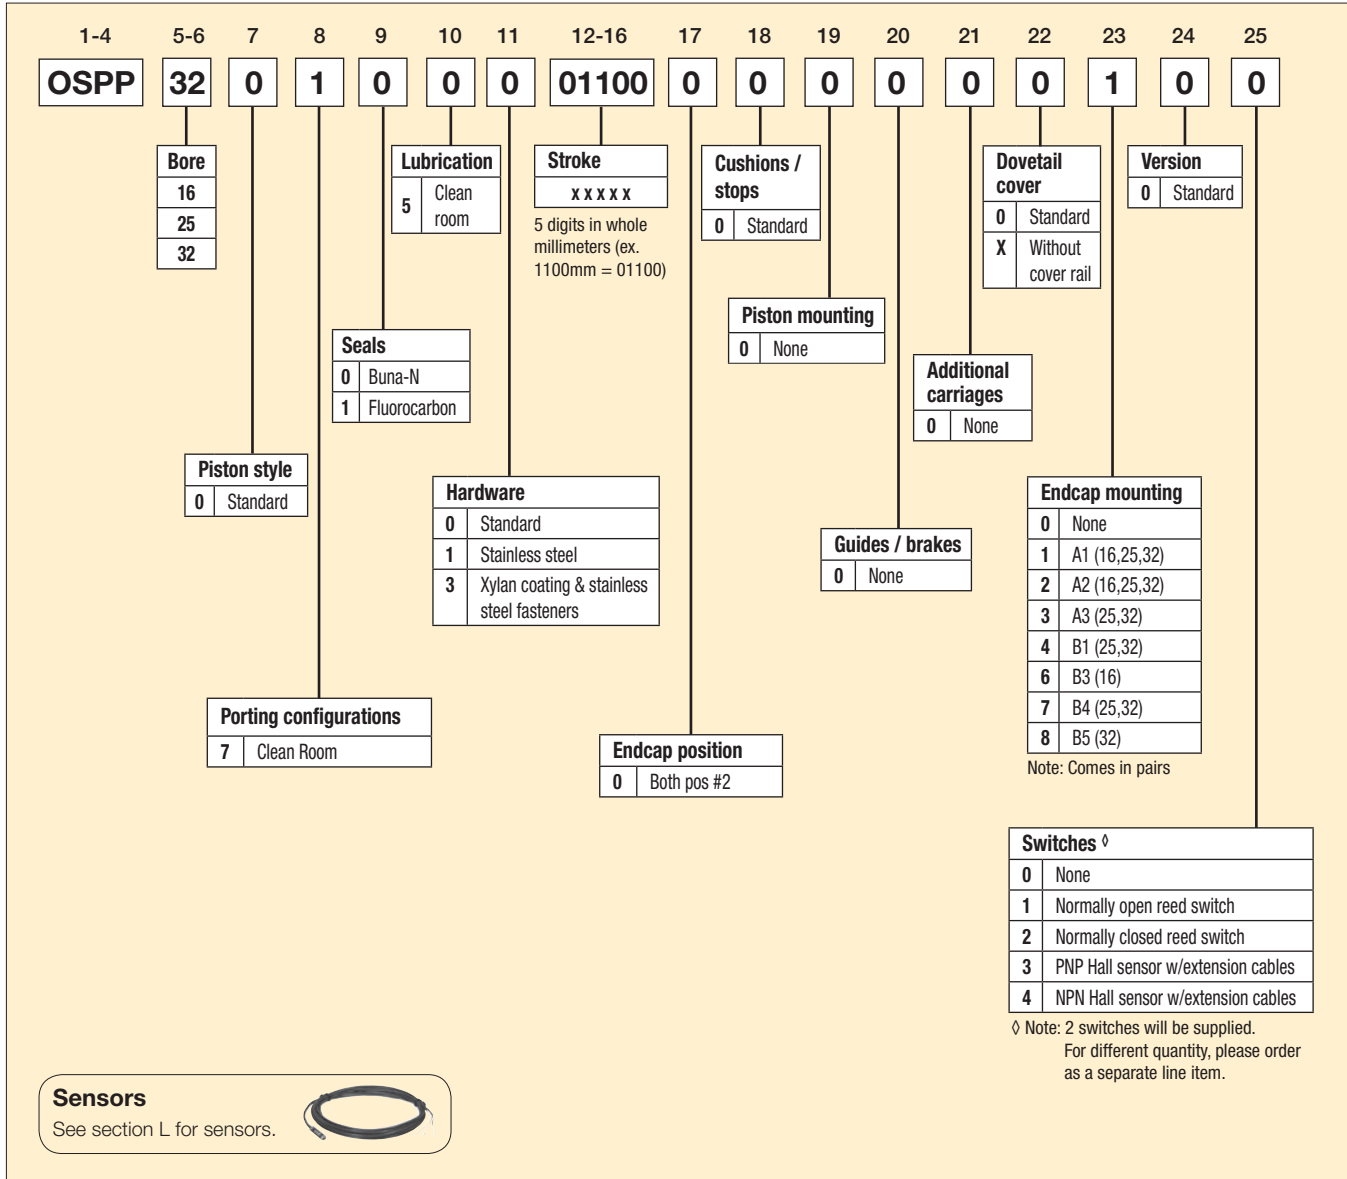 1-4 5-6 7 8 9 10 11 12-16 17 18 19 20 21 22 23 24 25
OSPP 32 0 1 0 0 0 01100 0 0 0 0 0 0 1 0 0
Bore
16
25
32
Lubrication
5 Clean
room
Stroke
x x x x x
5 digits in whole
millimeters (ex.
1100mm = 01100)
Cushions /
stops
0 Standard
Dovetail
cover
0 Standard
X Without
cover rail
Version
0 Standard
Piston mounting
0 None
Seals
0 Buna-N
1 Fluorocarbon
Additional
carriages
0 None
Piston style
0 Standard
Hardware
0 Standard
1 Stainless steel
3 Xylan coating & stainless
steel fasteners
Guides / brakes
0 None
Endcap mounting
0 None
1 A1 (16,25,32)
2 A2 (16,25,32)
3 A3 (25,32)
4 B1 (25,32)
6 B3 (16)
7 B4 (25,32)
8 B5 (32)
Note: Comes in pairs
Porting configurations
7 Clean Room
Endcap position
0 Both pos #2
Switches ◊
0 None
1 Normally open reed switch
2 Normally closed reed switch
3 PNP Hall sensor w/extension cables
4 NPN Hall sensor w/extension cables
◊ Note: 2 switches will be supplied.
For different quantity, please order
as a separate line item.
Sensors
See section L for sensors.